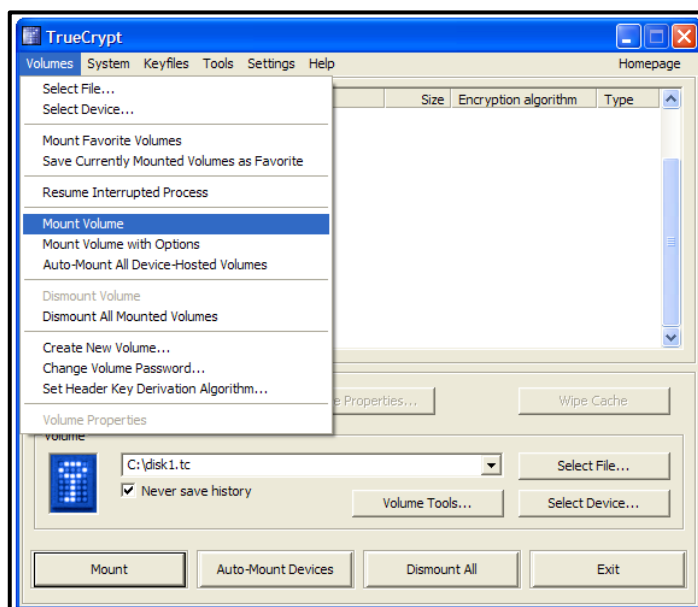 TrueCrypt
Volumes System Keyfiles Tools Settings Help Homepage
Select File...
Select Device...
Size Encryption algorithm Type
Mount Favorite Volumes
Save Currently Mounted Volumes as Favorite
Resume Interrupted Process
Mount Volume
Mount Volume with Options
Auto-Mount All Device-Hosted Volumes
Dismount Volume
Dismount All Mounted Volumes
Create New Volume...
Change Volume Password...
Set Header Key Derivation Algorithm...
Volume Properties
Properties... Wipe Cache
Volume
C:\disk1.tc Select File...
Never save history
Volume Tools... Select Device...
Mount Auto-Mount Devices Dismount All Exit